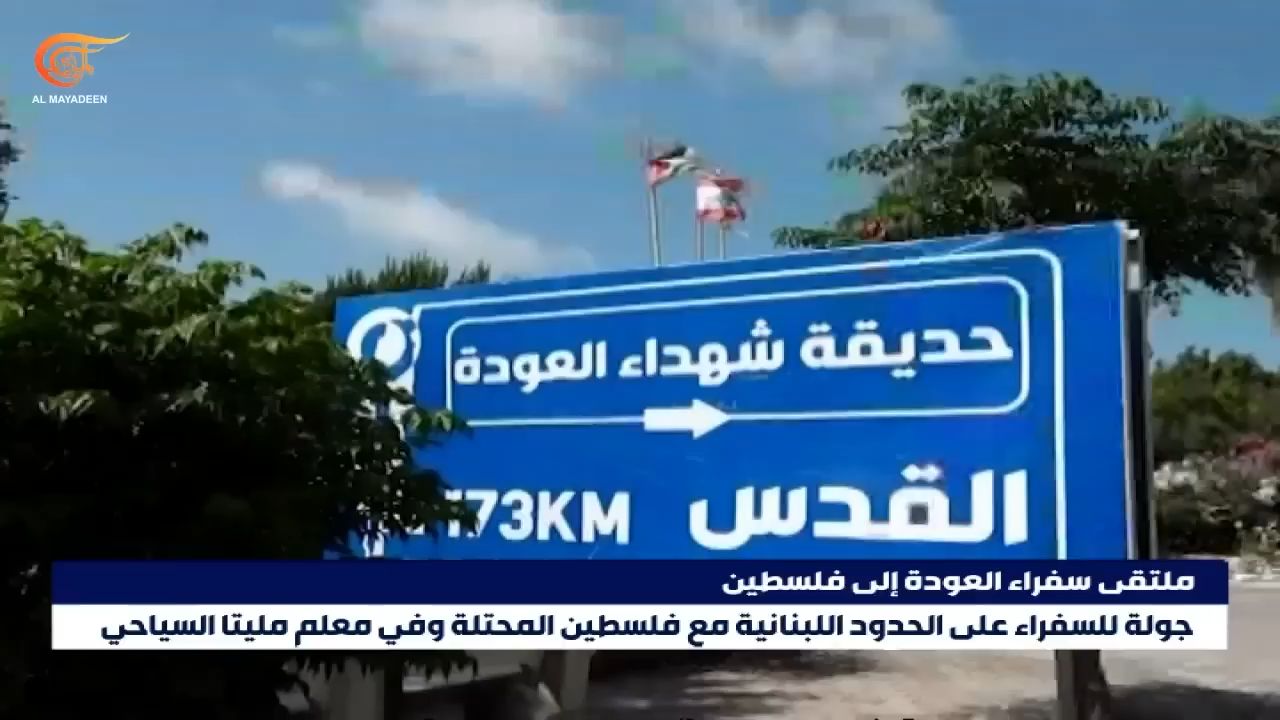 AL MAYADEEN
حديقة شهداء العودة
القدس 173KM
ملتقى سفراء العودة إلى فلسطين
جولة للسفراء على الحدود اللبنانية مع فلسطين المحتلة وفي معلم مليتا السياحي